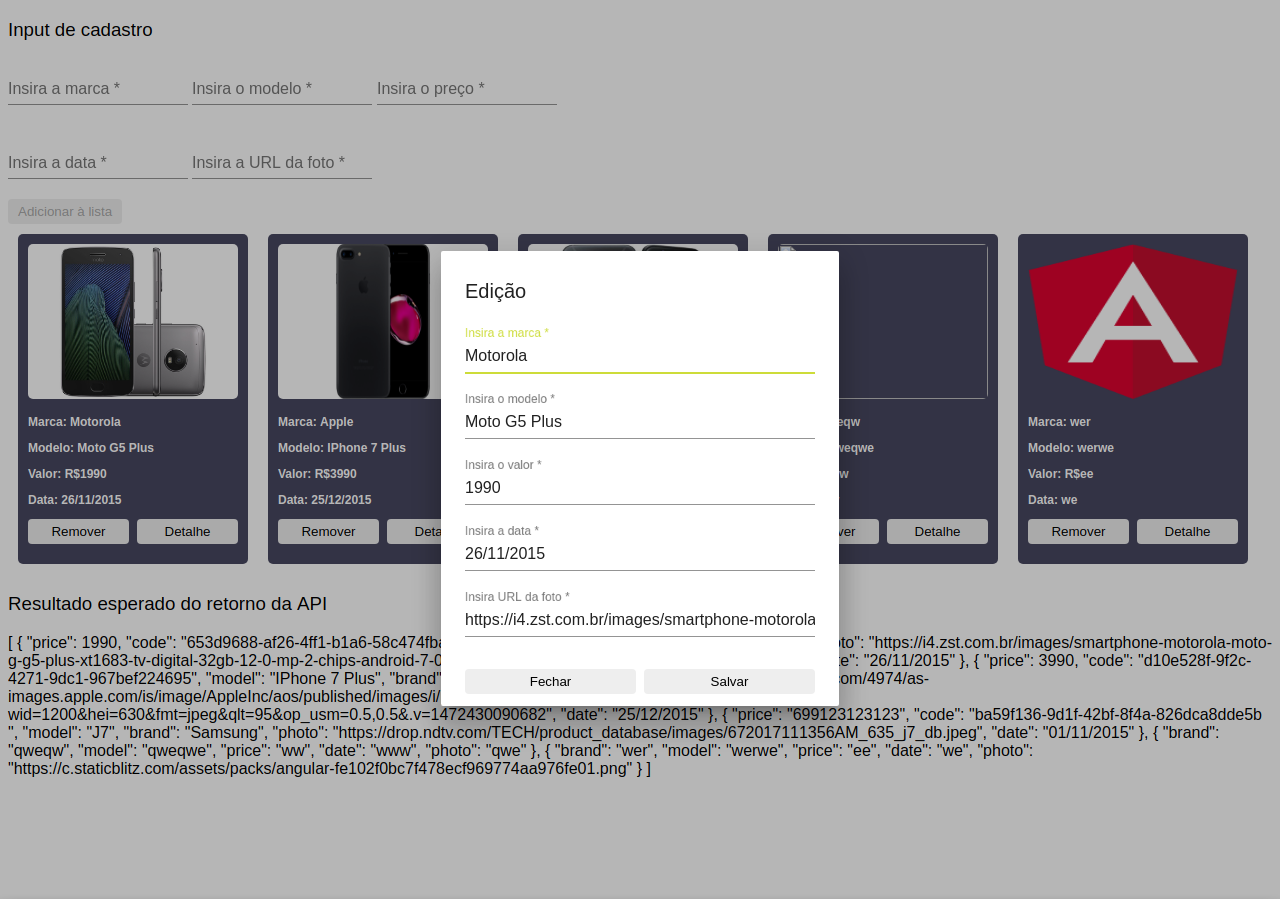 Input de cadastro
Insira a marca * Insira o modelo * Insira o preço *
Insira a data * Insira a URL da foto *
Adicionar à lista
Marca: Motorola
Modelo: Moto G5 Plus
Valor: R$1990
Data: 26/11/2015
Remover Detalhe
Marca: Apple
Modelo: IPhone 7 Plus
Valor: R$3990
Data: 25/12/2015
Remover
Marca: wer
Modelo: werwe
Valor: R$ee
Data: we
Remover Detalhe
Detalhe
Edição
Insira a marca *
Motorola
Insira o modelo *
Moto G5 Plus
Insira o valor *
1990
Insira a data *
26/11/2015
Insira URL da foto *
https://i4.zst.com.br/images/smartphone-motorola
Fechar Salvar
Resultado esperado do retorno da API
[ { "price": 1990, "code": "653d9688-af26-4ff1-b1a6-58c474fba "https://i4.zst.com.br/images/smartphone-motorola-moto-
g-g5-plus-xt1683-tv-digital-32gb-12-0-mp-2-chips-android-7-0 "26/11/2015" }, { "price": 3990, "code": "d10e528f-9f2c-
4271-9dc1-967bef224695", "model": "IPhone 7 Plus", "brand" com/4974/as-
images.apple.com/is/image/AppleInc/aos/published/images/i/
wid=1200&hei=630&fmt=jpeg&qlt=95&op_usm=0.5,0.5&.v=1472430090682", "date": "25/12/2015" }, { "price": "699123123123", "code": "ba59f136-9d1f-42bf-8f4a-826dca8dde5b
", "model": "J7", "brand": "Samsung", "photo": "https://drop.ndtv.com/TECH/product_database/images/672017111356AM_635_j7_db.jpeg", "date": "01/11/2015" }, { "brand":
"qweqw", "model": "qweqwe", "price": "ww", "date": "www", "photo": "qwe" }, { "brand": "wer", "model": "werwe", "price": "ee", "date": "we", "photo":
"https://c.staticblitz.com/assets/packs/angular-fe102f0bc7f478ecf969774aa976fe01.png" } ]